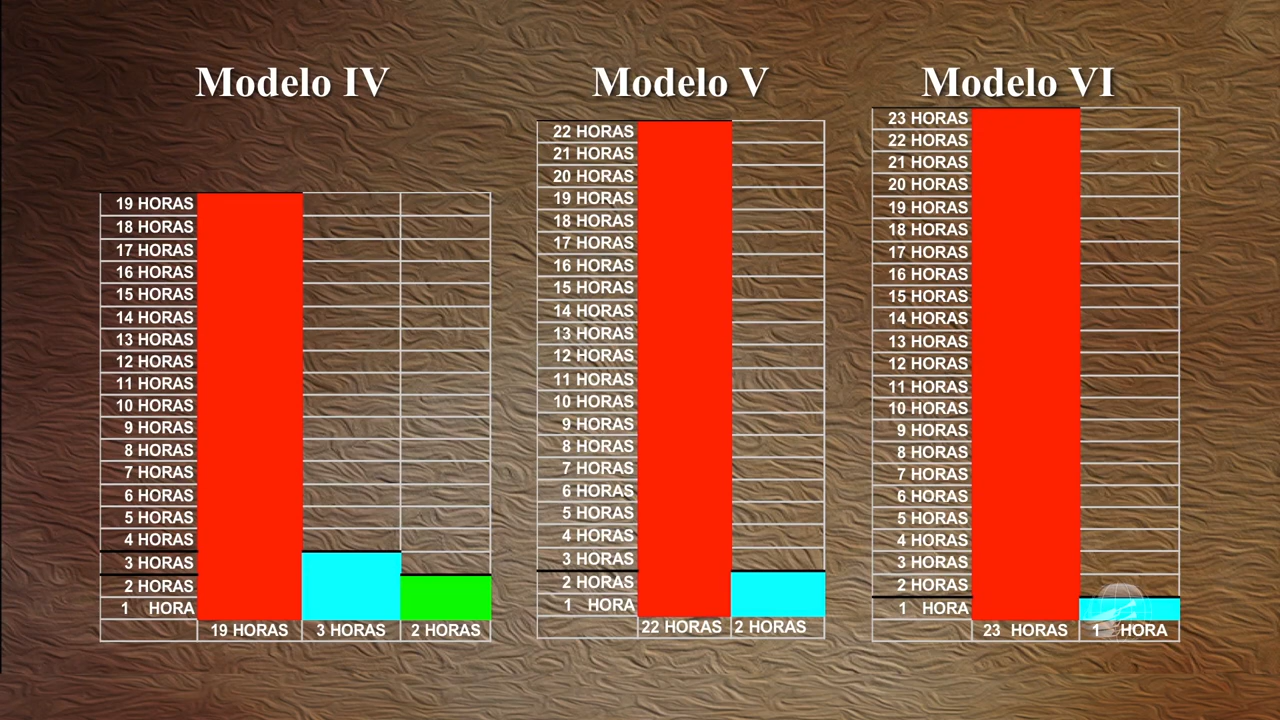 Modelo IV
19 HORAS
18 HORAS
17 HORAS
16 HORAS
15 HORAS
14 HORAS
13 HORAS
12 HORAS
11 HORAS
10 HORAS
9 HORAS
8 HORAS
7 HORAS
6 HORAS
5 HORAS
4 HORAS
3 HORAS
2 HORAS
1 HORA
19 HORAS 3 HORAS 2 HORAS
Modelo V
22 HORAS
21 HORAS
20 HORAS
19 HORAS
18 HORAS
17 HORAS
16 HORAS
15 HORAS
14 HORAS
13 HORAS
12 HORAS
11 HORAS
10 HORAS
9 HORAS
8 HORAS
7 HORAS
6 HORAS
5 HORAS
4 HORAS
3 HORAS
2 HORAS
1 HORA
22 HORAS 2 HORAS
Modelo VI
23 HORAS
22 HORAS
21 HORAS
20 HORAS
19 HORAS
18 HORAS
17 HORAS
16 HORAS
15 HORAS
14 HORAS
13 HORAS
12 HORAS
11 HORAS
10 HORAS
9 HORAS
8 HORAS
7 HORAS
6 HORAS
5 HORAS
4 HORAS
3 HORAS
2 HORAS
1 HORA
23 HORAS 1 HORA